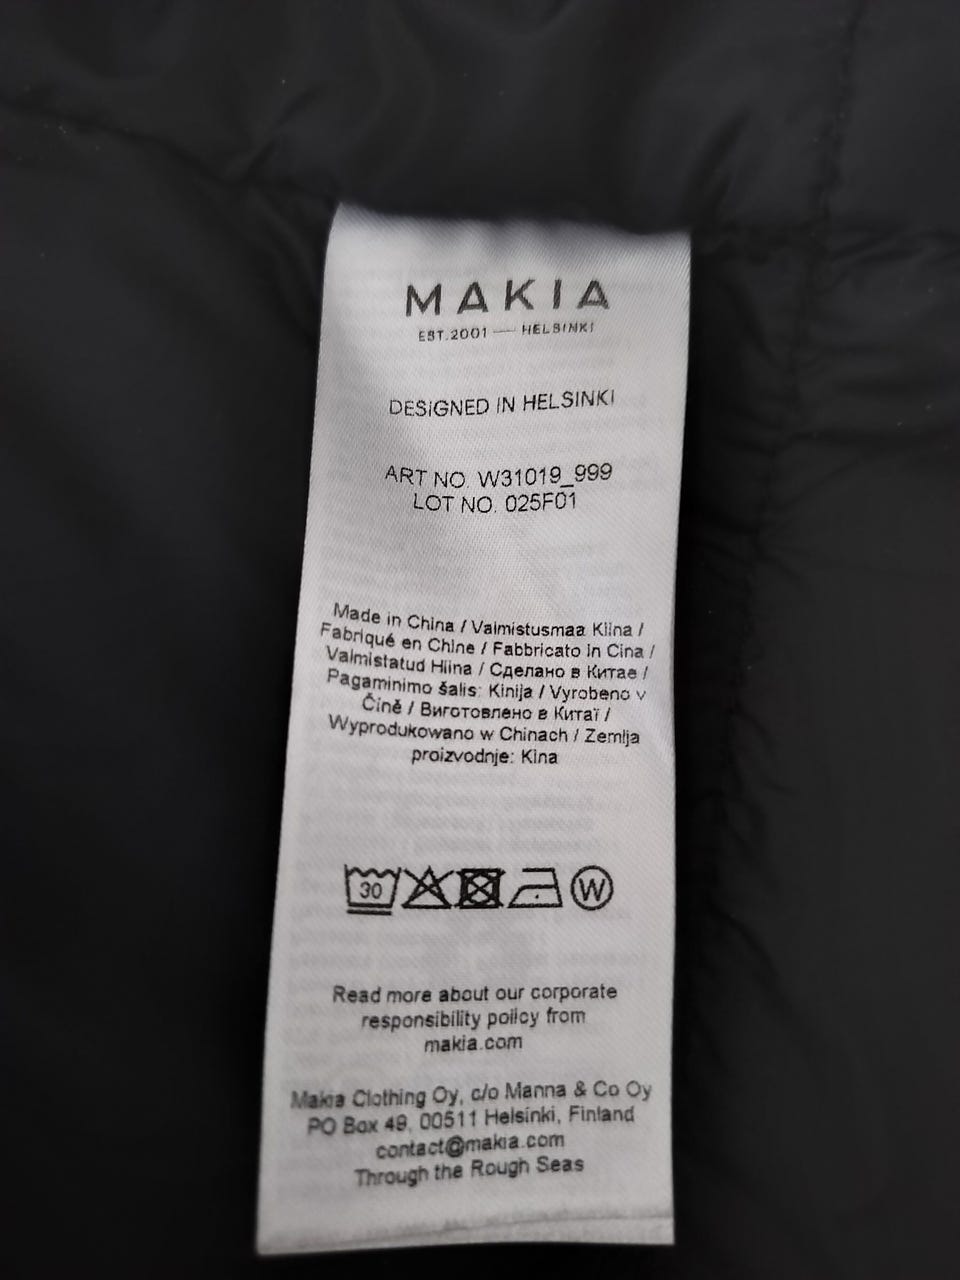 MAKIA
EST.2001 — HELSINKI
DESIGNED IN HELSINKI
ART NO. W31019_999
LOT NO. 025F01
Made in China / Valmistusmaa Kiina /
Fabriqué en Chine / Fabbricato in Cina /
Valmistatud Hiina / Сделано в Китае /
Pagaminimo šalis: Kinija / Vyrobeno v
Číně / Виготовлено в Китаї /
Wyprodukowano w Chinach / Zemlja
proizvodnje: Kina
30 W
Read more about our corporate
responsibility policy from
makia.com
Makia Clothing Oy, c/o Manna & Co Oy
PO Box 49, 00511 Helsinki, Finland
contact@makia.com
Through the Rough Seas